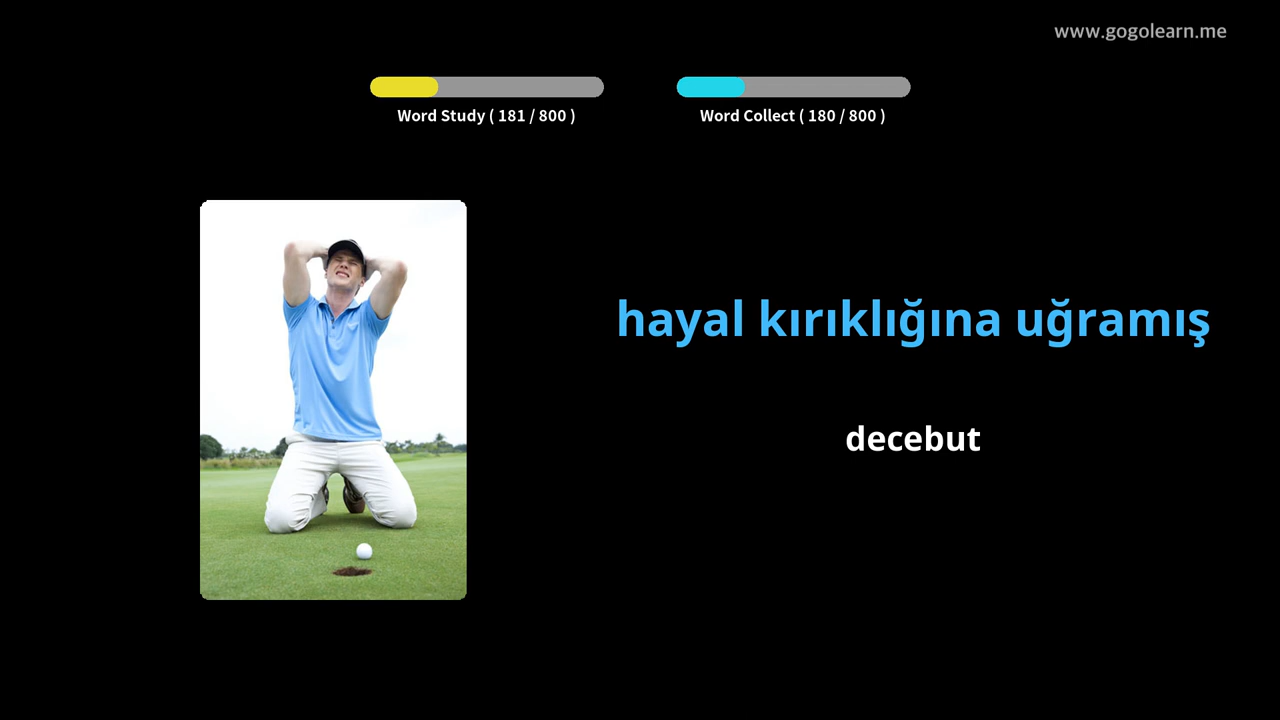 www.gogolearn.me
Word Study ( 181 / 800 )
Word Collect ( 180 / 800 )
hayal kırıklığına uğramış
decebut